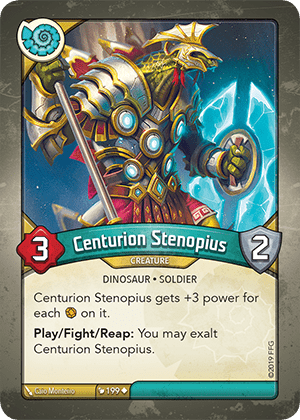 Centurion Stenopius
3
2
CREATURE
DINOSAUR • SOLDIER
Centurion Stenopius gets +3 power for
each on it.
Play/Fight/Reap: You may exalt
Centurion Stenopius.
Caio Monteiro
199
©2019 FFG